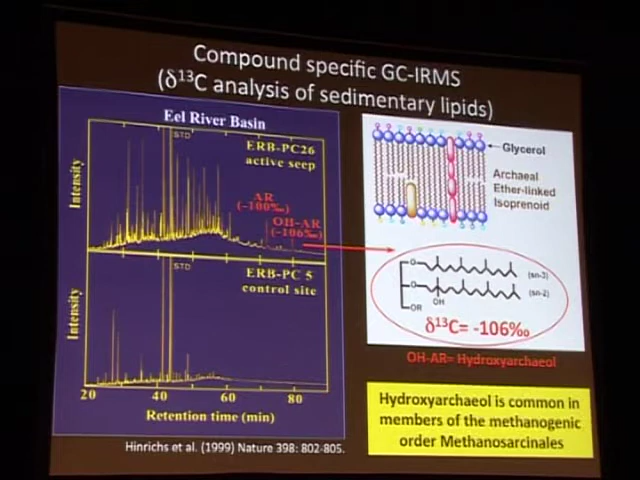 Compound specific GC-IRMS
(δ13C analysis of sedimentary lipids)
Eel River Basin
STD
ERB-PC26
active seep
AR
(-100‰)
OH-AR
(-106‰)
Intensity
STD
ERB-PC 5
control site
Intensity
20 40 60 80
Retention time (min)
Hinrichs et al. (1999) Nature 398: 802-805.
Glycerol
Archaeal
Ether-linked
Isoprenoid
O
(sn-3)
O
(sn-2)
OH
OR
δ13C= -106‰
OH-AR= Hydroxyarchaeol
Hydroxyarchaeol is common in
members of the methanogenic
order Methanosarcinales